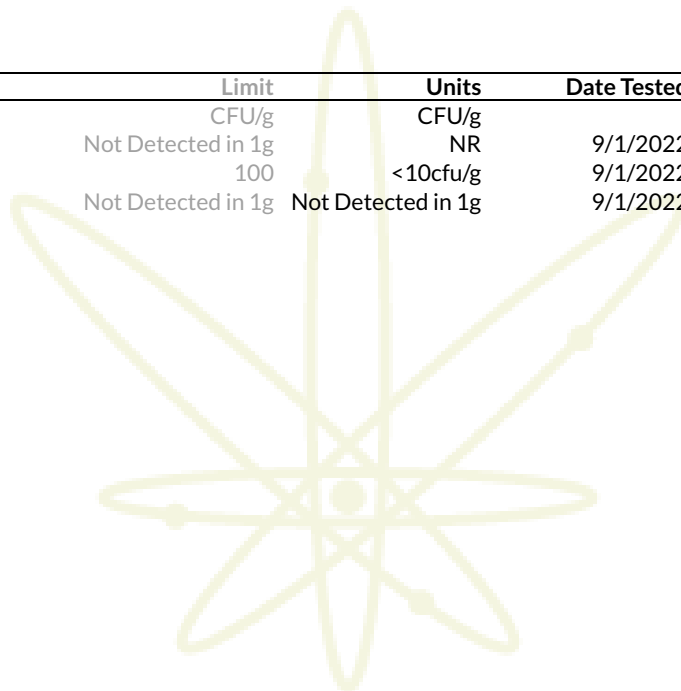 Limit Units Date Tested
CFU/g CFU/g
Not Detected in 1g NR 9/1/2022
100 <10cfu/g 9/1/2022
Not Detected in 1g Not Detected in 1g 9/1/2022